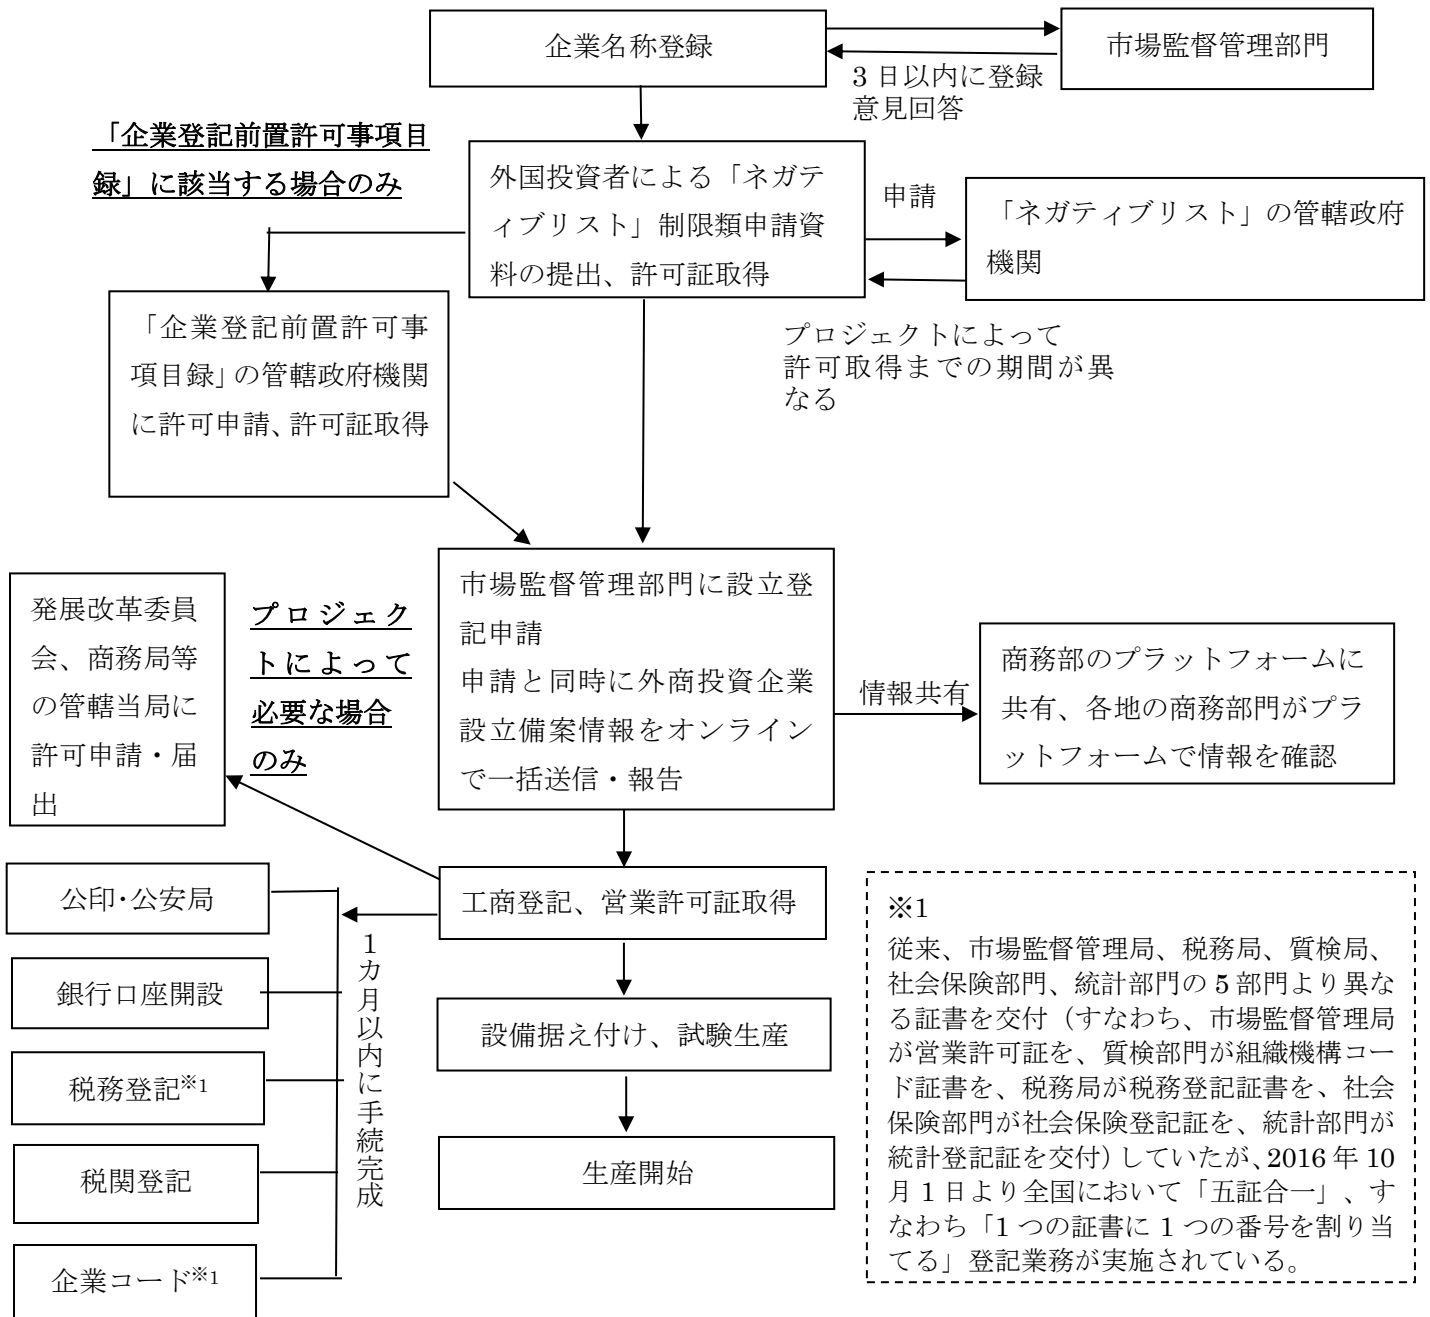 企業名称登録
市場監督管理部門
3 日以内に登録
意見回答
「企業登記前置許可事項目
録」に該当する場合のみ
外国投資者による「ネガテ
ィブリスト」制限類申請資
料の提出、許可証取得
申請
「ネガティブリスト」の管轄政府
機関
プロジェクトによって
許可取得までの期間が異
なる
「企業登記前置許可事
項目録」の管轄政府機関
に許可申請、許可証取得
市場監督管理部門に設立登
記申請
申請と同時に外商投資企業
設立備案情報をオンライン
で一括送信・報告
発展改革委員
会、商務局等
の管轄当局に
許可申請・届
出
プロジェク
トによって
必要な場合
のみ
情報共有
商務部のプラットフォームに
共有、各地の商務部門がプラ
ットフォームで情報を確認
工商登記、営業許可証取得
公印・公安局
銀行口座開設
税務登記※1
税関登記
企業コード※1
1カ月以内に手続完成
設備据え付け、試験生産
生産開始
※1
従来、市場監督管理局、税務局、質検局、
社会保険部門、統計部門の 5 部門より異な
る証書を交付（すなわち、市場監督管理局
が営業許可証を、質検部門が組織機構コー
ド証書を、税務局が税務登記証書を、社会
保険部門が社会保険登記証を、統計部門が
統計登記証を交付）していたが、2016 年 10
月 1 日より全国において「五証合一」、す
なわち「1 つの証書に 1 つの番号を割り当
てる」登記業務が実施されている。